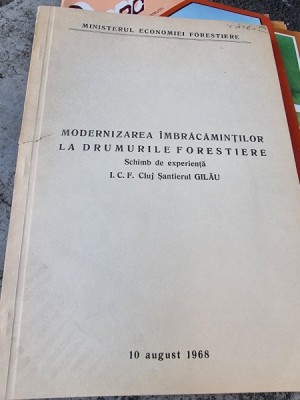 MINISTERUL ECONOMIEI FORESTIERE
MODERNIZAREA ÎMBRĂCĂMINȚILOR
LA DRUMURILE FORESTIERE
Schimb de experiență
I. C. F. Cluj Șantierul GILĂU
10 august 1968